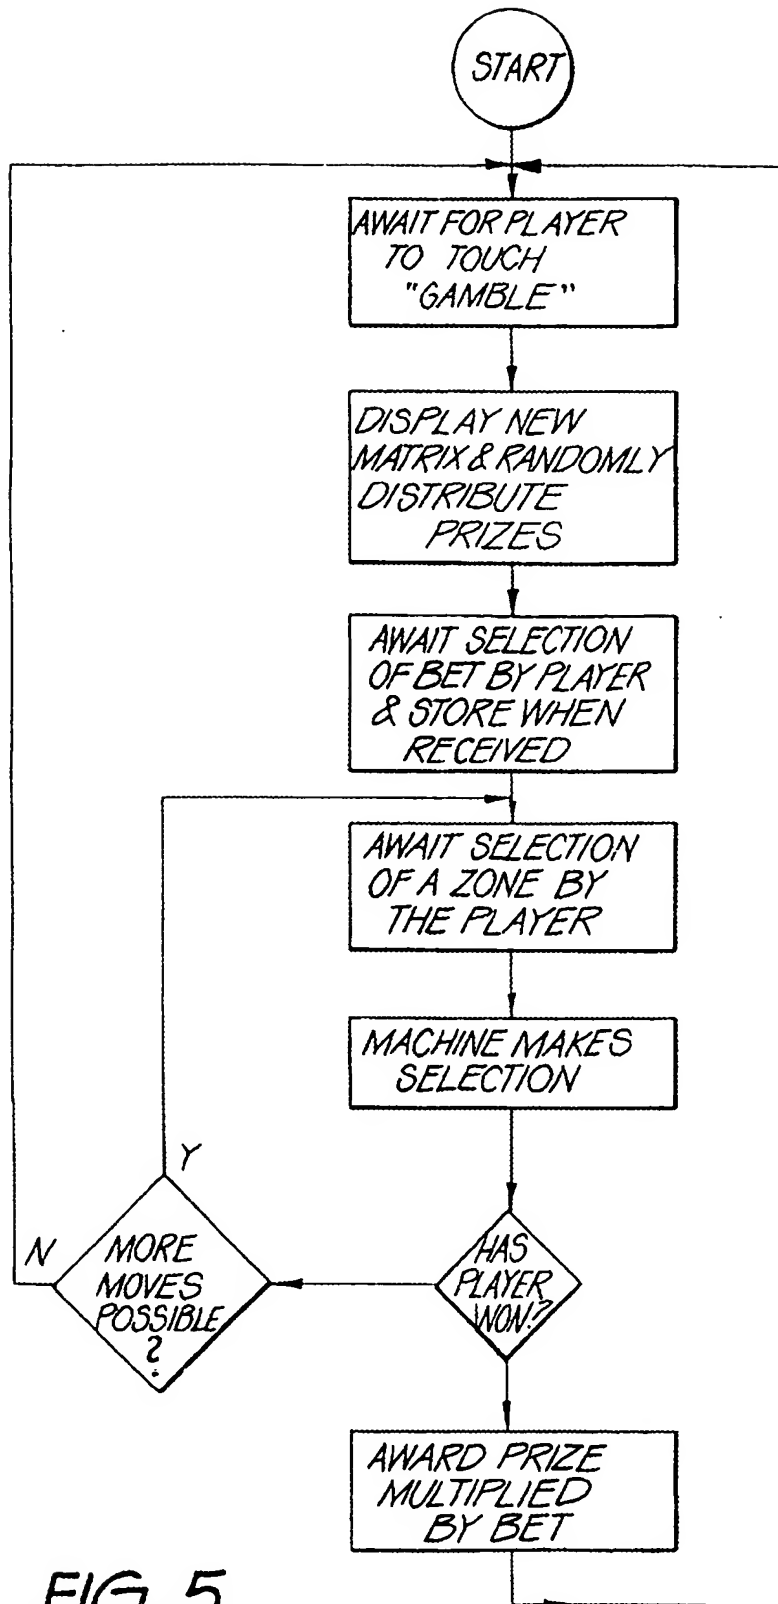 START
AWAIT FOR PLAYER
TO TOUCH
"GAMBLE"
DISPLAY NEW
MATRIX & RANDOMLY
DISTRIBUTE
PRIZES
AWAIT SELECTION
OF BET BY PLAYER
& STORE WHEN
RECEIVED
AWAIT SELECTION
OF A ZONE BY
THE PLAYER
MACHINE MAKES
SELECTION
Y
N
MORE
MOVES
POSSIBLE
?
HAS
PLAYER
WON?
AWARD PRIZE
MULTIPLIED
BY BET
FIG. 5